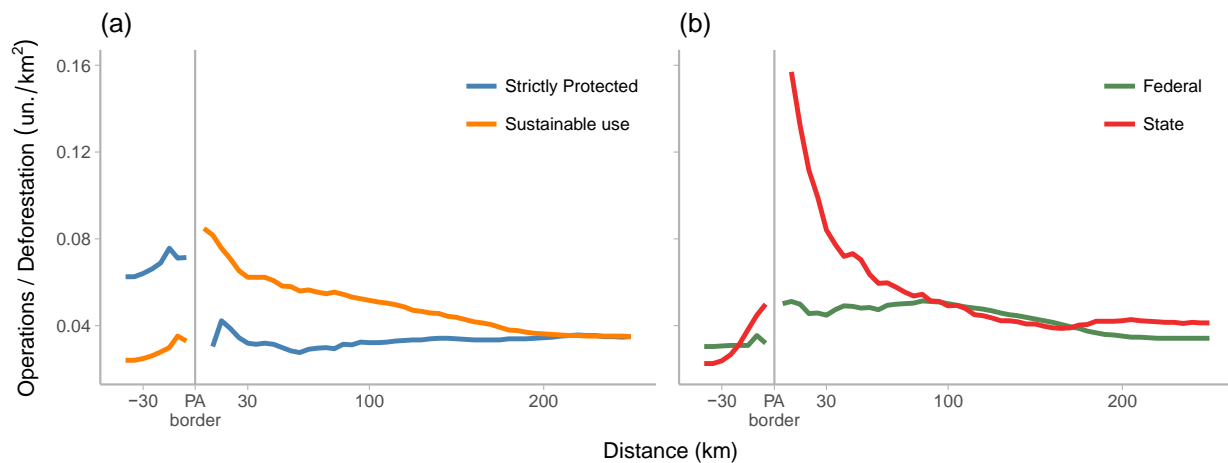 (a)
(b)
Operations / Deforestation (un./km²)
0.16
0.12
0.08
0.04
Strictly Protected
Sustainable use
Federal
State
−30
PA
border
30
100
200
−30
PA
border
30
100
200
Distance (km)